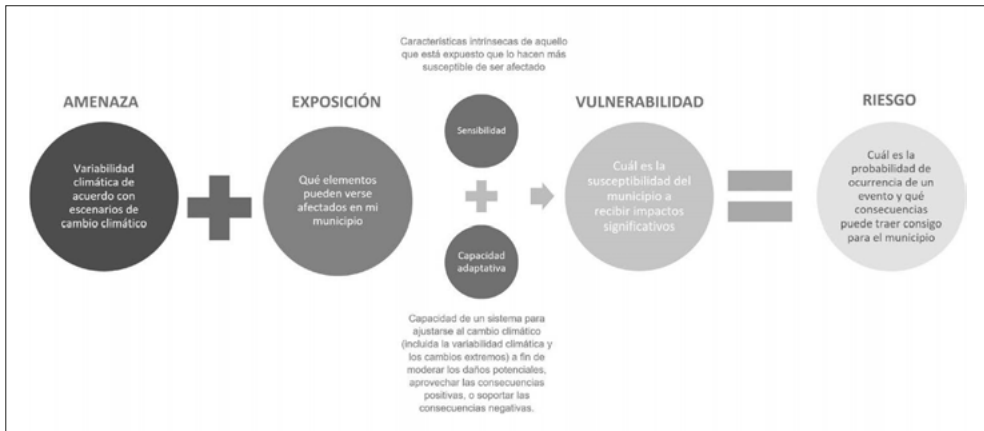 Características intrínsecas de aquello
que está expuesto que lo hacen más
susceptible de ser afectado
AMENAZA
Variabilidad
climática de
acuerdo con
escenarios de
cambio climático
EXPOSICIÓN
Qué elementos
pueden verse
afectados en mi
municipio
Sensibilidad
Capacidad
adaptativa
Capacidad de un sistema para
ajustarse al cambio climático
(incluida la variabilidad climática y
los cambios extremos) a fin de
moderar los daños potenciales,
aprovechar las consecuencias
positivas, o soportar las
consecuencias negativas.
VULNERABILIDAD
Cuál es la
susceptibilidad del
municipio a
recibir impactos
significativos
RIESGO
Cuál es la
probabilidad de
ocurrencia de un
evento y qué
consecuencias
puede traer consigo
para el municipio